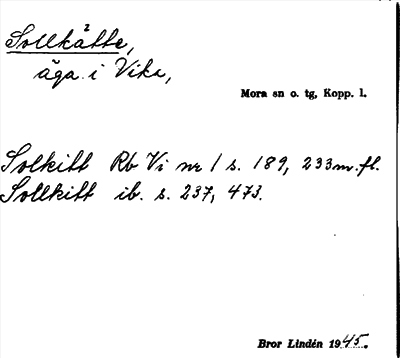 Sollkätte,
äga i Vika,
Mora sn o. tg, Kopp. l.
Solkitt Rb Vi nr 1 s. 189, 233 m. fl.
Sollkitt ib. s. 237, 473.
Bror Lindén 1945.